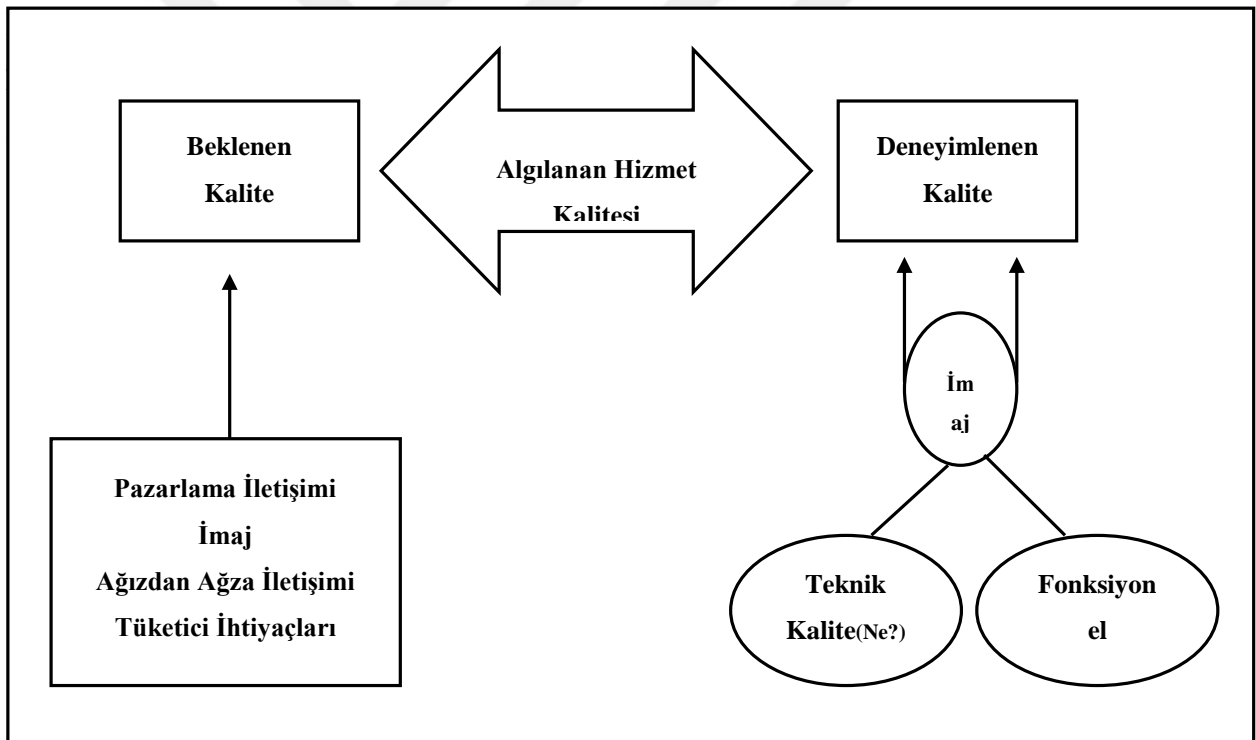 Beklenen
Kalite
Algılanan Hizmet
Kalitesi
Deneyimlenen
Kalite
İm
aj
Pazarlama İletişimi
İmaj
Ağızdan Ağza İletişimi
Tüketici İhtiyaçları
Teknik
Kalite(Ne?)
Fonksiyon
el